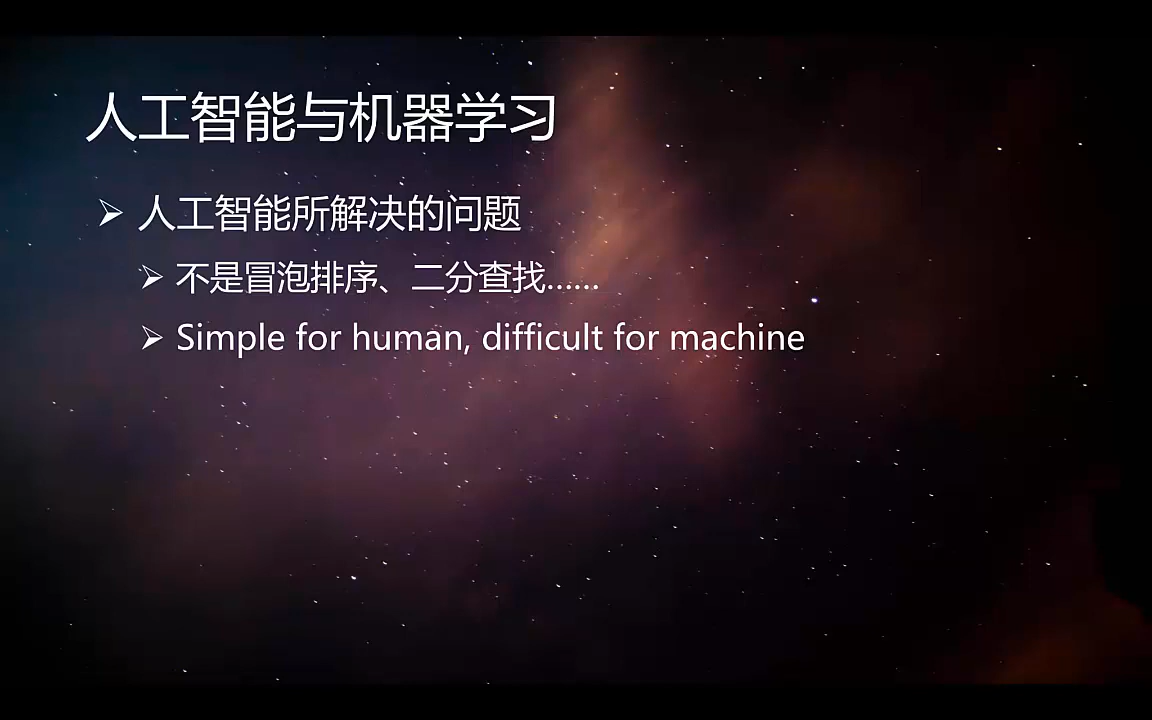 人工智能与机器学习
➢ 人工智能所解决的问题
➢ 不是冒泡排序、二分查找……
➢ Simple for human, difficult for machine